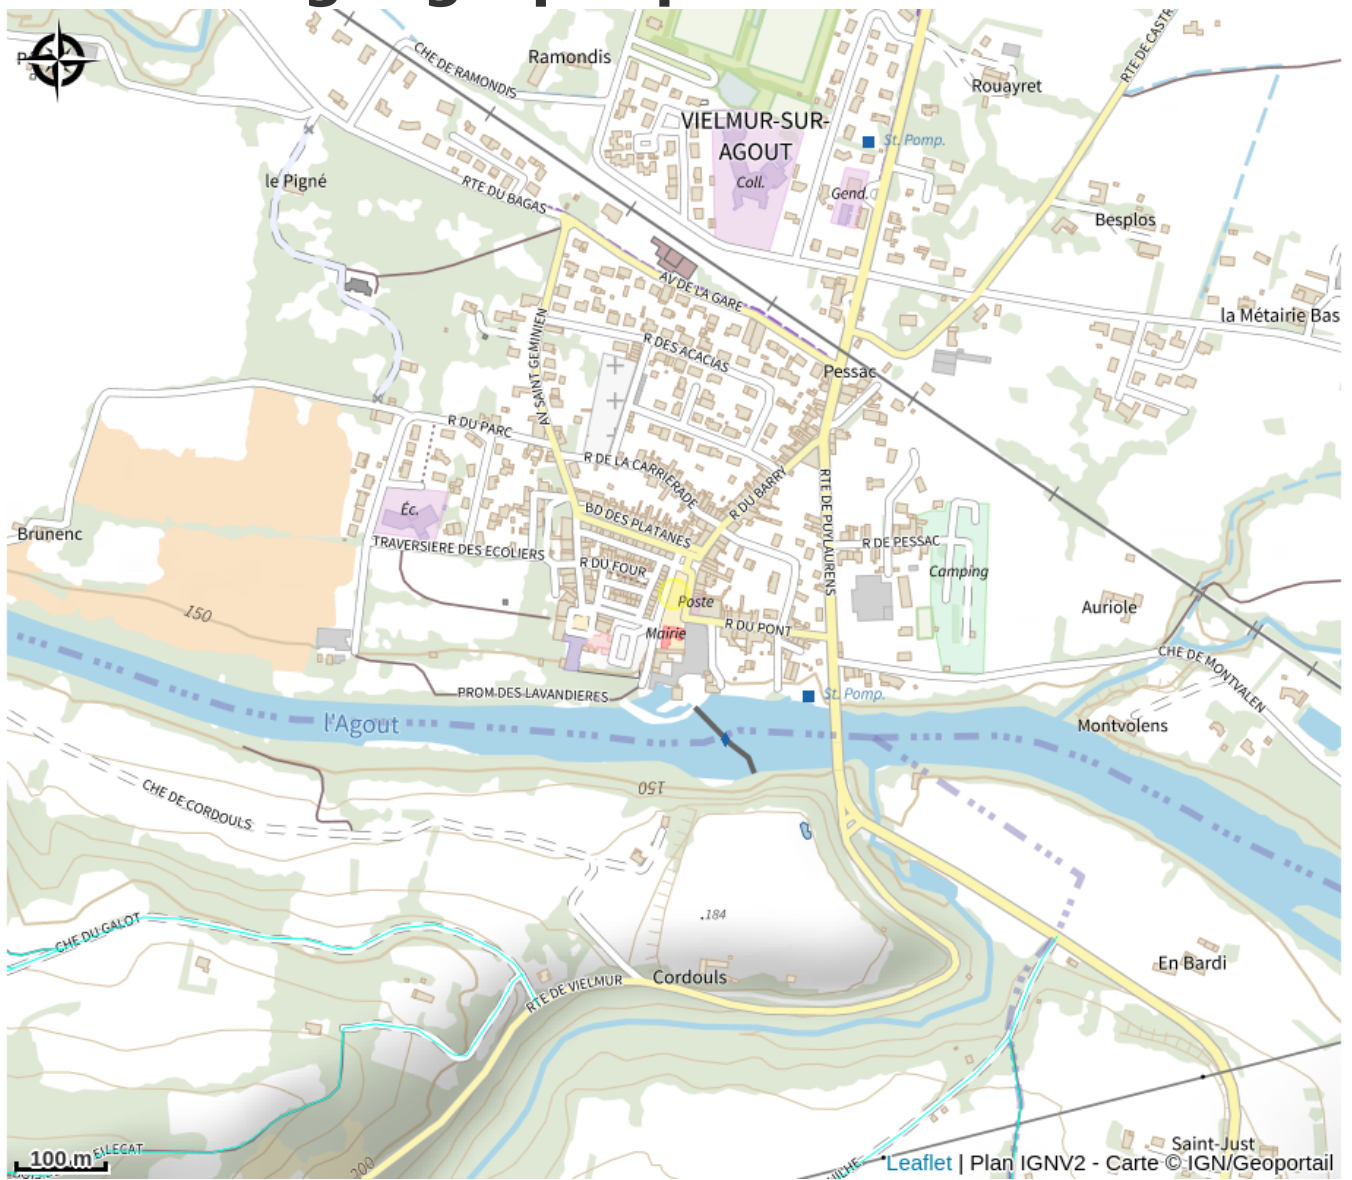 CHE DE RAMONDIS
Ramondis
RTE DE CASTR
Rouayret
VIELMUR-SUR-
AGOUT
St. Pomp.
Coll.
Gend.
le Pigné
RTE DU BAGAS
Besplos
AV DE LA GARE
la Métairie Bas
AV SAINT GEMINIEN
R DES ACACIAS
Pessac
R DU PARC
R DE LA CARRIERADE
R DU BARRY
RTE DE PUYLAURENS
Éc.
BD DES PLATANES
Brunenc
TRAVERSIERE DES ECOLIERS
R DU FOUR
R DE PESSAC
Camping
Poste
Auriole
150
Mairie
R DU PONT
CHE DE MONTVALEN
PROM DES LAVANDIERES
St. Pomp.
l'Agout
Montvolens
150
CHE DE CORDOULS
184
CHE DU GALOT
En Bardi
Cordouls
RTE DE VIELMUR
Saint-Just
EILECAT
200
100 m
UILHE
Leaflet | Plan IGNV2 - Carte © IGN/Geoportail